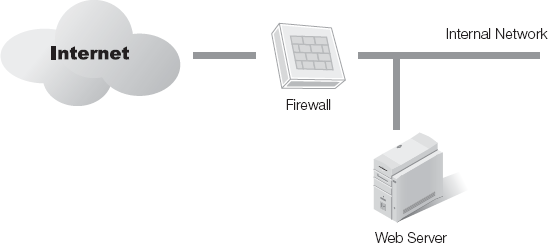 Internet
Internal Network
Firewall
Web Server